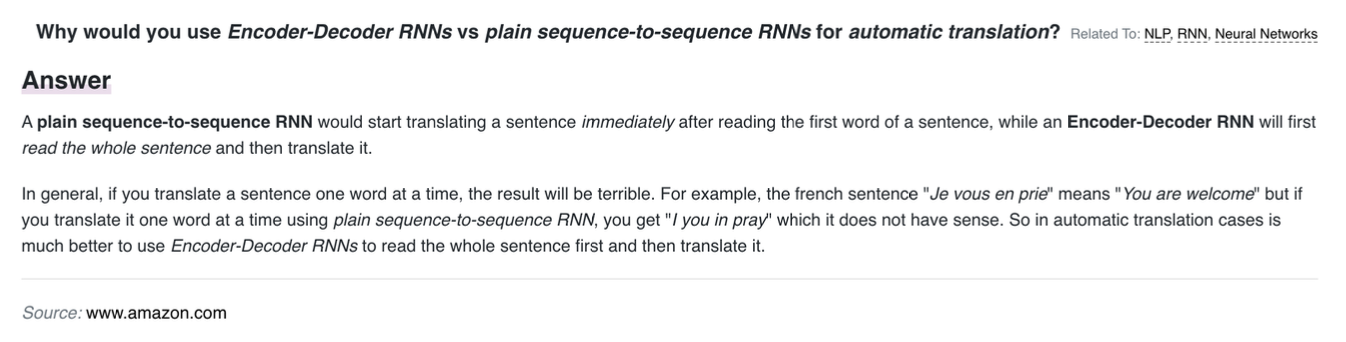 Why would you use Encoder-Decoder RNNs vs plain sequence-to-sequence RNNs for automatic translation? Related To: NLP, RNN, Neural Networks
Answer
A plain sequence-to-sequence RNN would start translating a sentence immediately after reading the first word of a sentence, while an Encoder-Decoder RNN will first
read the whole sentence and then translate it.
In general, if you translate a sentence one word at a time, the result will be terrible. For example, the french sentence "Je vous en prie" means "You are welcome" but if
you translate it one word at a time using plain sequence-to-sequence RNN, you get "I you in pray" which it does not have sense. So in automatic translation cases is
much better to use Encoder-Decoder RNNs to read the whole sentence first and then translate it.
Source: www.amazon.com